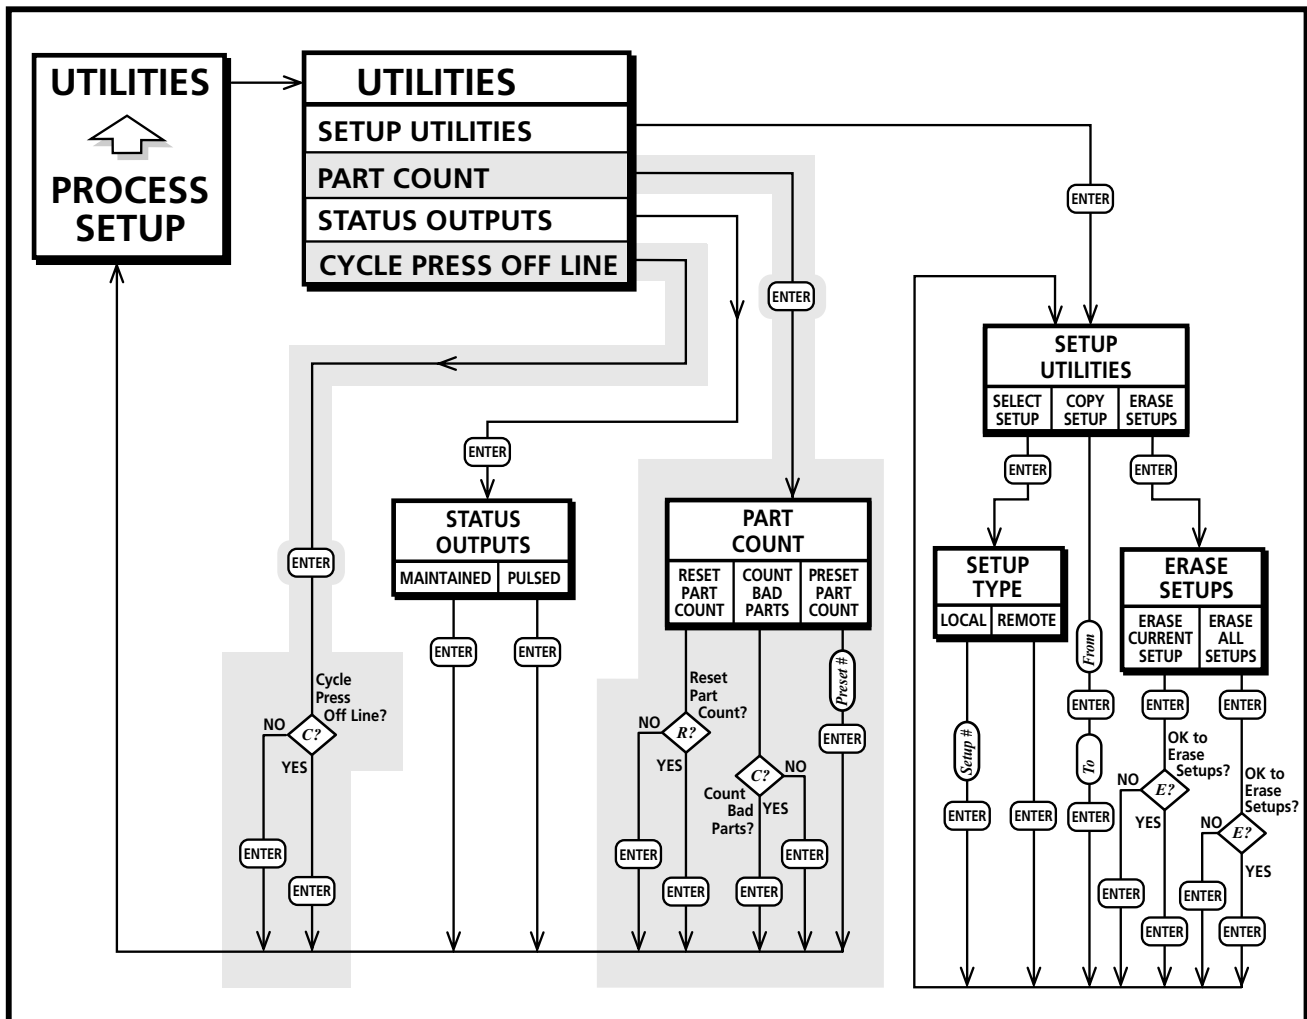 UTILITIES
PROCESS
SETUP
UTILITIES
SETUP UTILITIES
PART COUNT
STATUS OUTPUTS
CYCLE PRESS OFF LINE
ENTER
ENTER
SETUP
UTILITIES
SELECT
SETUP
COPY
SETUP
ERASE
SETUPS
ENTER
ENTER
ENTER
STATUS
OUTPUTS
MAINTAINED
PULSED
PART
COUNT
RESET
PART
COUNT
COUNT
BAD
PARTS
PRESET
PART
COUNT
ENTER
SETUP
TYPE
LOCAL
REMOTE
ERASE
SETUPS
ERASE
CURRENT
SETUP
ERASE
ALL
SETUPS
ENTER
ENTER
From
Preset #
Cycle
Press
Off Line?
NO
C?
YES
Reset
Part
Count?
NO
R?
YES
ENTER
C?
NO
YES
Count
Bad
Parts?
ENTER
ENTER
ENTER
Setup #
To
OK to
Erase
Setups?
NO
E?
YES
OK to
Erase
Setups?
NO
E?
YES
ENTER
ENTER
ENTER
ENTER
ENTER
ENTER
ENTER
ENTER
ENTER
ENTER
ENTER
ENTER
ENTER